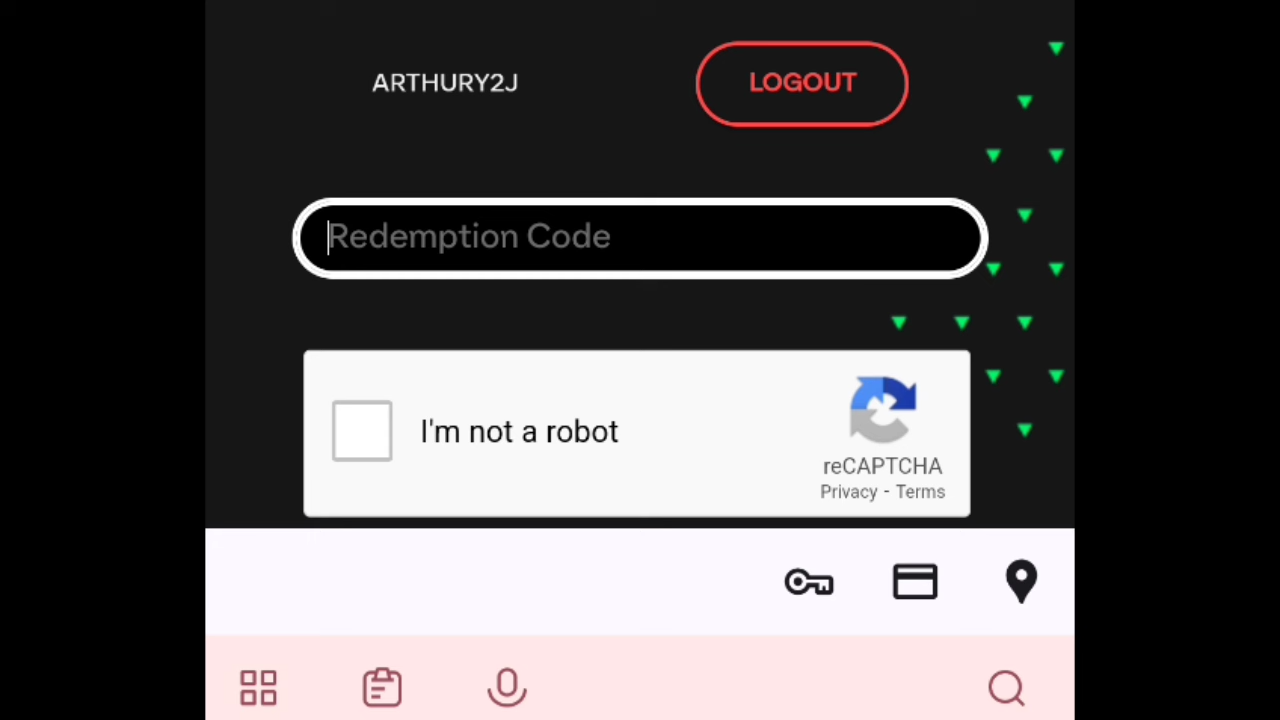 ARTHURY2J
LOGOUT
Redemption Code
I'm not a robot
reCAPTCHA
Privacy - Terms